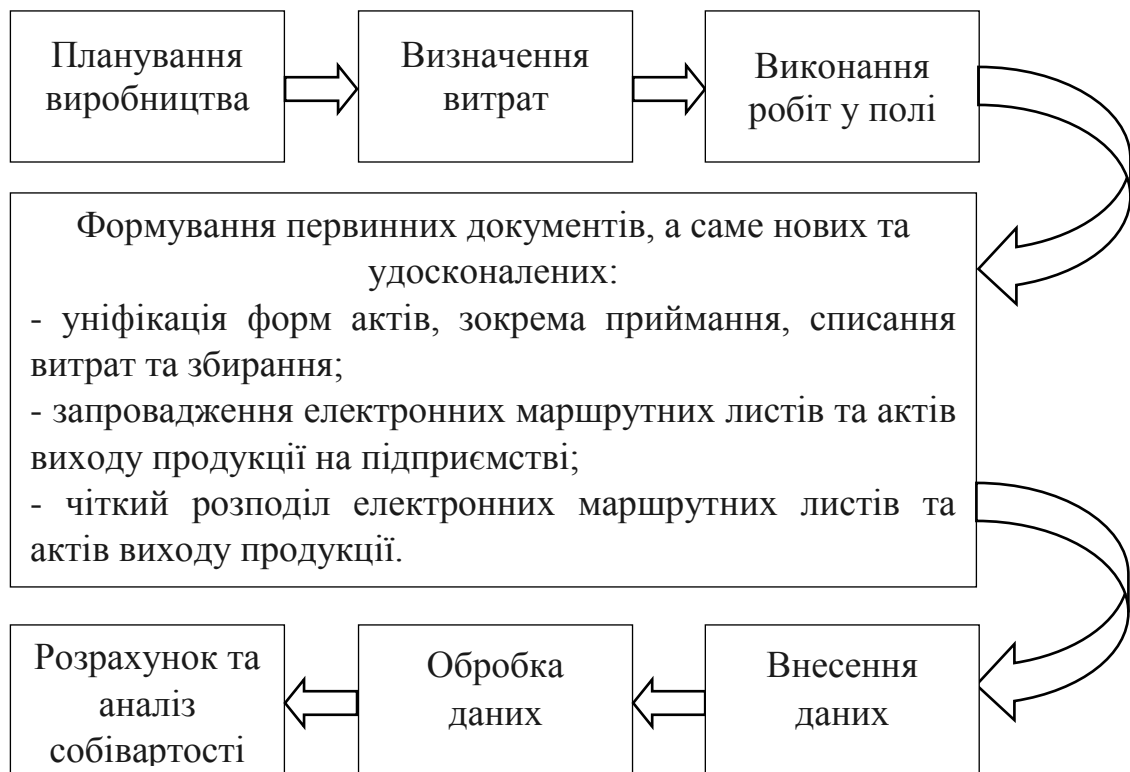 Планування
виробництва
Визначення
витрат
Виконання
робіт у полі
Формування первинних документів, а саме нових та
удосконалених:
- уніфікація форм актів, зокрема приймання, списання
витрат та збирання;
- запровадження електронних маршрутних листів та актів
виходу продукції на підприємстві;
- чіткий розподіл електронних маршрутних листів та
актів виходу продукції.
Розрахунок та
аналіз
собівартості
Обробка
даних
Внесення
даних